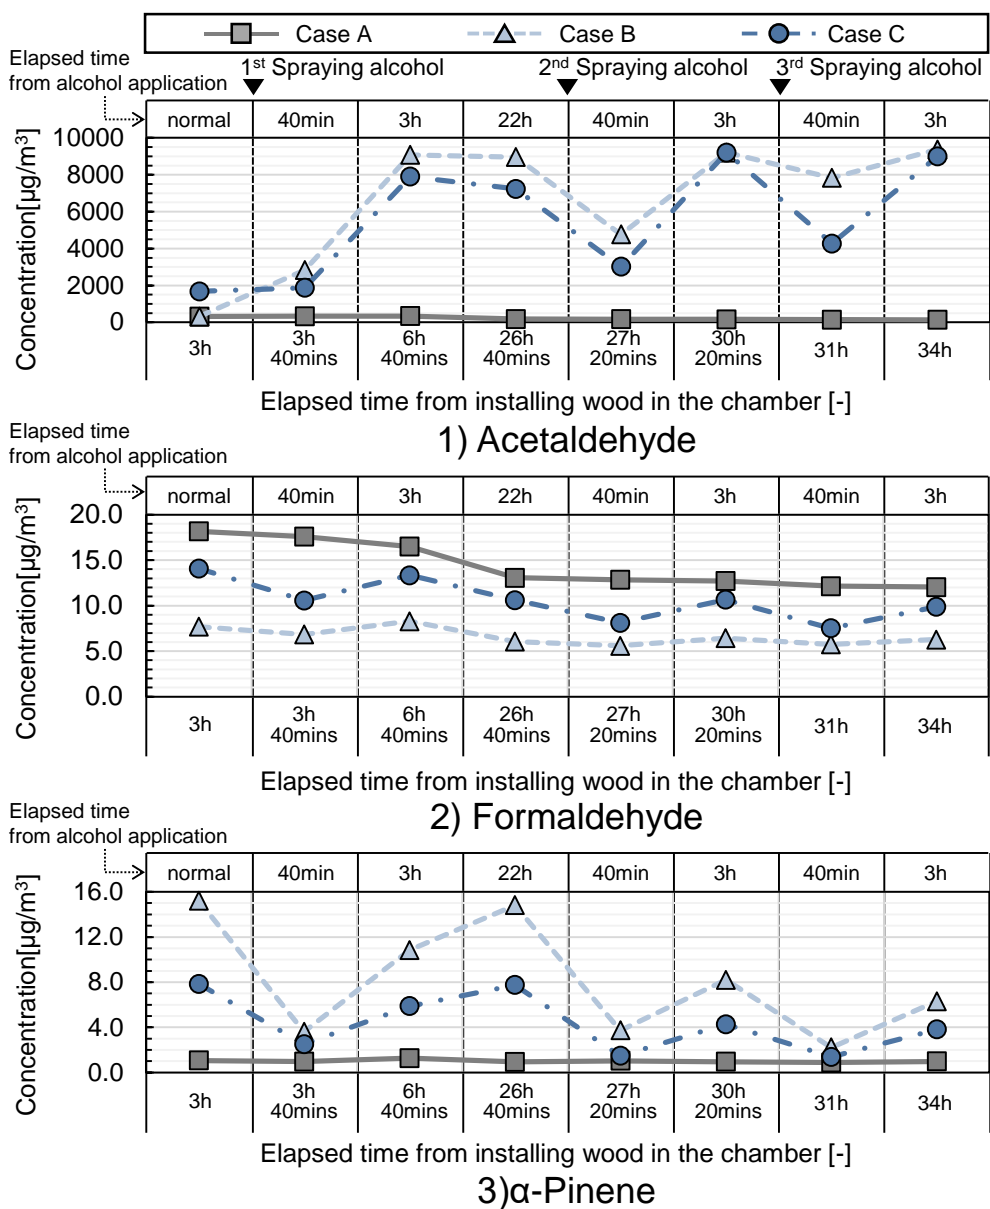 Case A Case B Case C
Elapsed time
from alcohol application
1st Spraying alcohol 2nd Spraying alcohol 3rd Spraying alcohol
normal 40min 3h 22h 40min 3h 40min 3h
Concentration[µg/m³]
10000
8000
6000
4000
2000
0
3h 3h 40mins 6h 40mins 26h 40mins 27h 20mins 30h 20mins 31h 34h
Elapsed time from installing wood in the chamber [-]
1) Acetaldehyde
Elapsed time
from alcohol application
normal 40min 3h 22h 40min 3h 40min 3h
Concentration[µg/m³]
20.0
15.0
10.0
5.0
0.0
3h 3h 40mins 6h 40mins 26h 40mins 27h 20mins 30h 20mins 31h 34h
Elapsed time from installing wood in the chamber [-]
2) Formaldehyde
Elapsed time
from alcohol application
normal 40min 3h 22h 40min 3h 40min 3h
Concentration[µg/m³]
16.0
12.0
8.0
4.0
0.0
3h 3h 40mins 6h 40mins 26h 40mins 27h 20mins 30h 20mins 31h 34h
Elapsed time from installing wood in the chamber [-]
3)α-Pinene